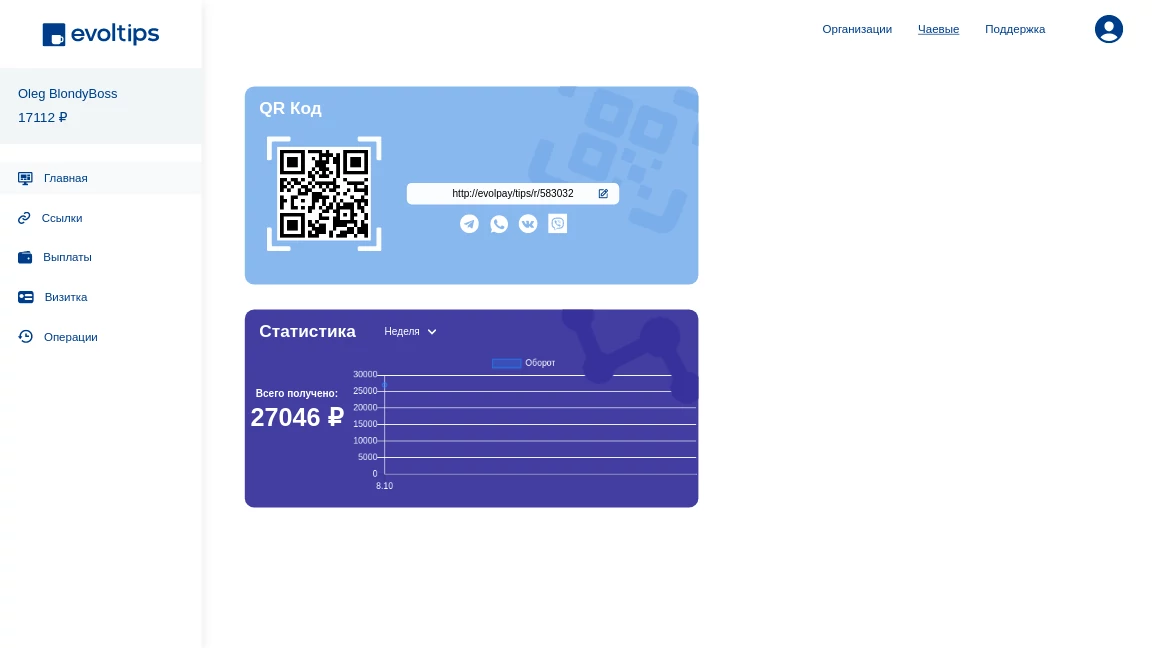 evoltips
Организации Чаевые Поддержка
Oleg BlondyBoss
17112 ₽
Главная
Ссылки
Выплаты
Визитка
Операции
QR Код
http://evolpay/tips/r/583032
Статистика Неделя
Оборот
Всего получено:
27046 ₽
30000
25000
20000
15000
10000
5000
0
8.10